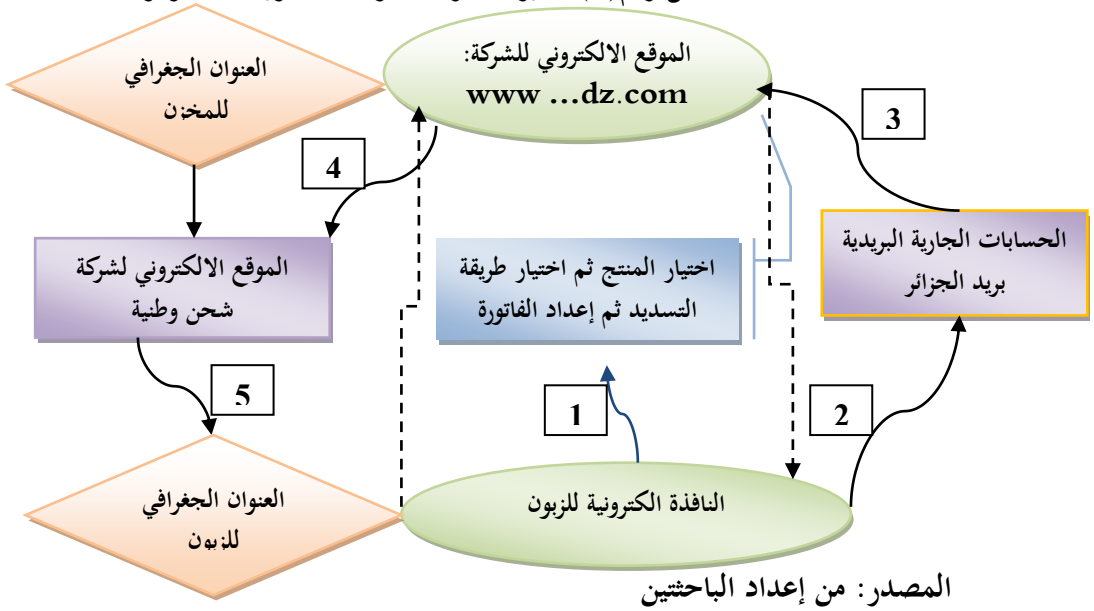 العنوان الجغرافي
للمخزن
الموقع الالكتروني للشركة:
www ...dz.com
3
4
الموقع الالكتروني لشركة
شحن وطنية
اختيار المنتج ثم اختيار طريقة
التسديد ثم إعداد الفاتورة
الحسابات الجارية البريدية
بريد الجزائر
5
1
2
العنوان الجغرافي
للزبون
النافذة الكترونية للزبون
المصدر: من إعداد الباحثتين